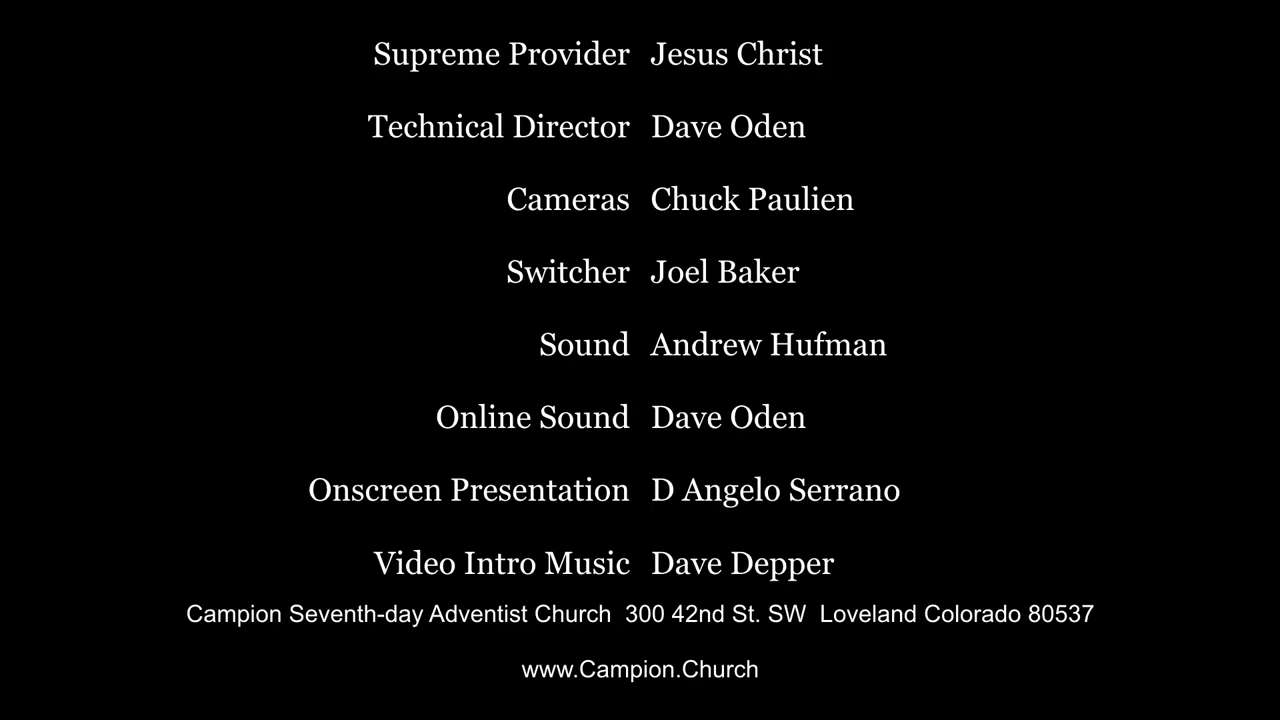 Supreme Provider Jesus Christ
Technical Director Dave Oden
Cameras Chuck Paulien
Switcher Joel Baker
Sound Andrew Hufman
Online Sound Dave Oden
Onscreen Presentation D Angelo Serrano
Video Intro Music Dave Depper
Campion Seventh-day Adventist Church 300 42nd St. SW Loveland Colorado 80537
www.Campion.Church